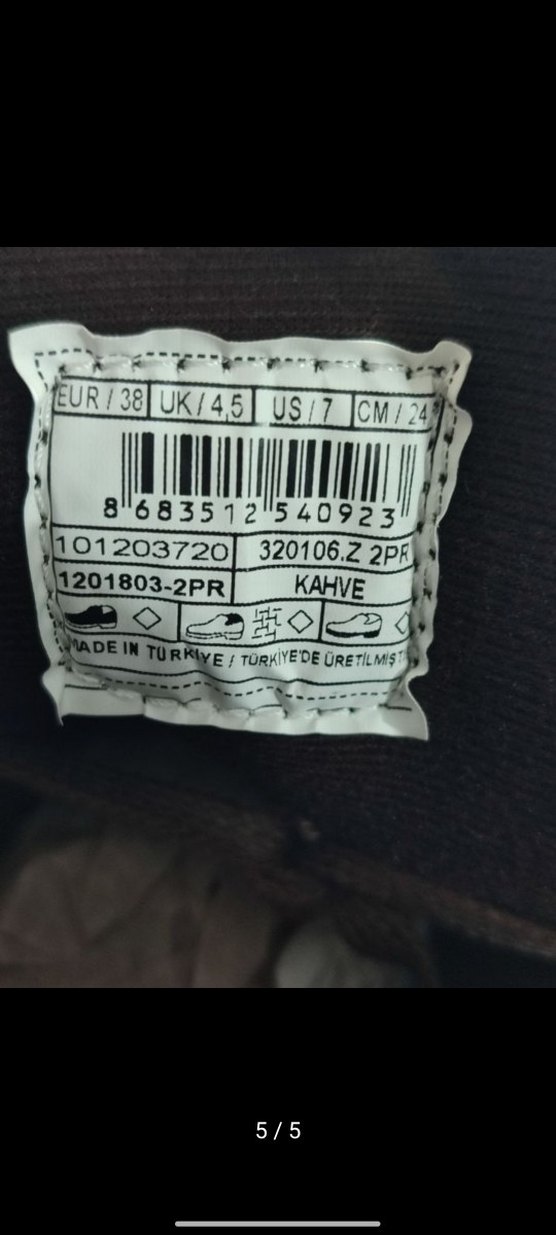 EUR / 38 UK / 4,5 US / 7 CM / 24
8 683512 540923
101203720 320106.Z 2PR
1201803-2PR KAHVE
MADE IN TÜRKİYE / TÜRKİYE'DE ÜRETİLMİŞT
5 / 5